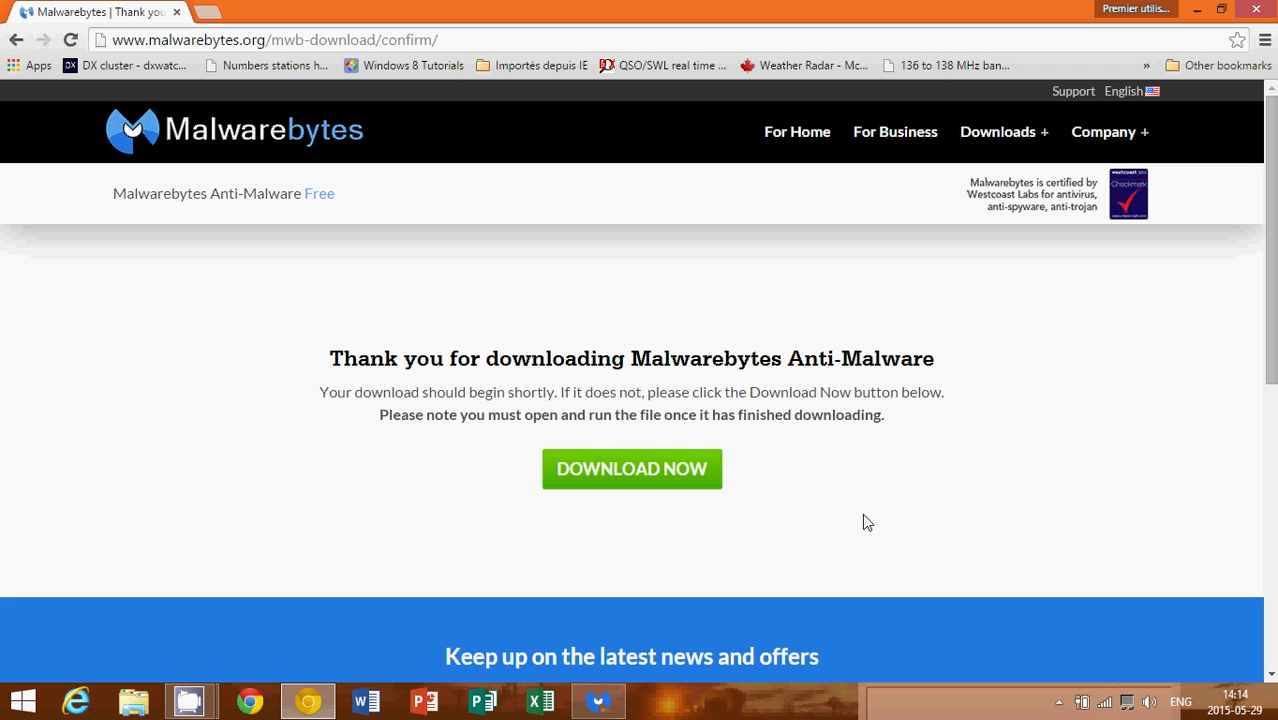 Malwarebytes | Thank you
Premier utilis...
www.malwarebytes.org/mwb-download/confirm/
Apps DX cluster - dxwatc... Numbers stations h... Windows 8 Tutorials Importés depuis IE QSO/SWL real time ... Weather Radar - Mc... 136 to 138 MHz ban... » Other bookmarks
Support English
Malwarebytes
For Home For Business Downloads + Company +
Malwarebytes Anti-Malware Free
Malwarebytes is certified by
Westcoast Labs for antivirus,
anti-spyware, anti-trojan
westcoast labs
Checkmark
Thank you for downloading Malwarebytes Anti-Malware
Your download should begin shortly. If it does not, please click the Download Now button below.
Please note you must open and run the file once it has finished downloading.
DOWNLOAD NOW
Keep up on the latest news and offers
ENG
14:14
2015-05-29